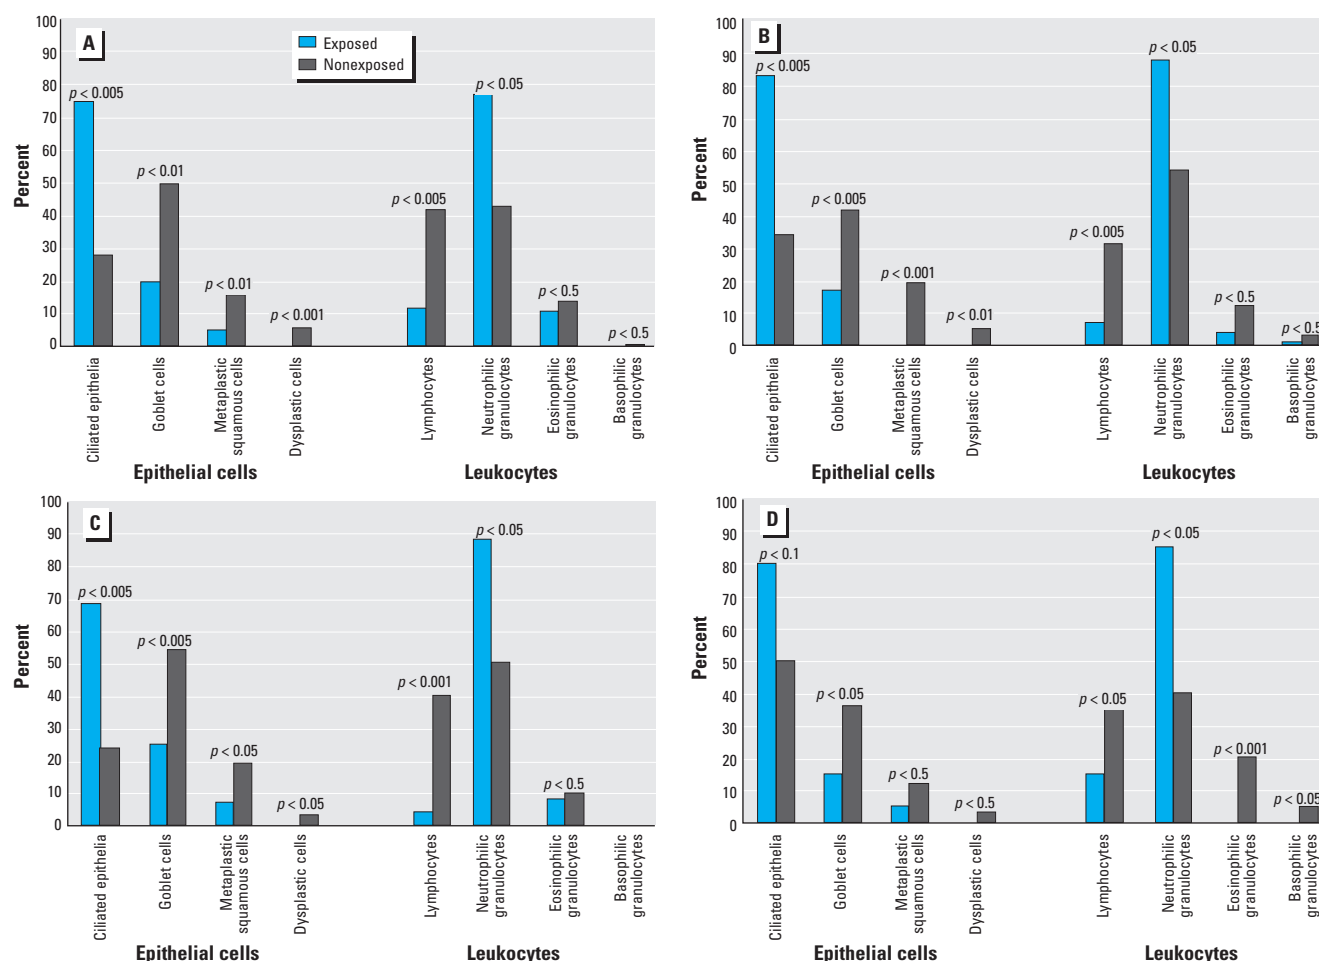 A
Exposed
Nonexposed
Percent
100
90
80
70
60
50
40
30
20
10
0
p < 0.005
p < 0.01
p < 0.01
p < 0.001
p < 0.005
p < 0.05
p < 0.5
p < 0.5
Ciliated epithelia
Goblet cells
Metaplastic
squamous cells
Dysplastic cells
Lymphocytes
Neutrophilic
granulocytes
Eosinophilic
granulocytes
Basophilic
granulocytes
Epithelial cells
Leukocytes
B
Percent
100
90
80
70
60
50
40
30
20
10
0
p < 0.005
p < 0.005
p < 0.001
p < 0.01
p < 0.005
p < 0.05
p < 0.5
p < 0.5
Ciliated epithelia
Goblet cells
Metaplastic
squamous cells
Dysplastic cells
Lymphocytes
Neutrophilic
granulocytes
Eosinophilic
granulocytes
Basophilic
granulocytes
Epithelial cells
Leukocytes
C
Percent
100
90
80
70
60
50
40
30
20
10
0
p < 0.005
p < 0.005
p < 0.05
p < 0.05
p < 0.001
p < 0.05
p < 0.5
Ciliated epithelia
Goblet cells
Metaplastic
squamous cells
Dysplastic cells
Lymphocytes
Neutrophilic
granulocytes
Eosinophilic
granulocytes
Basophilic
granulocytes
Epithelial cells
Leukocytes
D
Percent
100
90
80
70
60
50
40
30
20
10
0
p < 0.1
p < 0.05
p < 0.5
p < 0.5
p < 0.05
p < 0.05
p < 0.001
p < 0.05
Ciliated epithelia
Goblet cells
Metaplastic
squamous cells
Dysplastic cells
Lymphocytes
Neutrophilic
granulocytes
Eosinophilic
granulocytes
Basophilic
granulocytes
Epithelial cells
Leukocytes